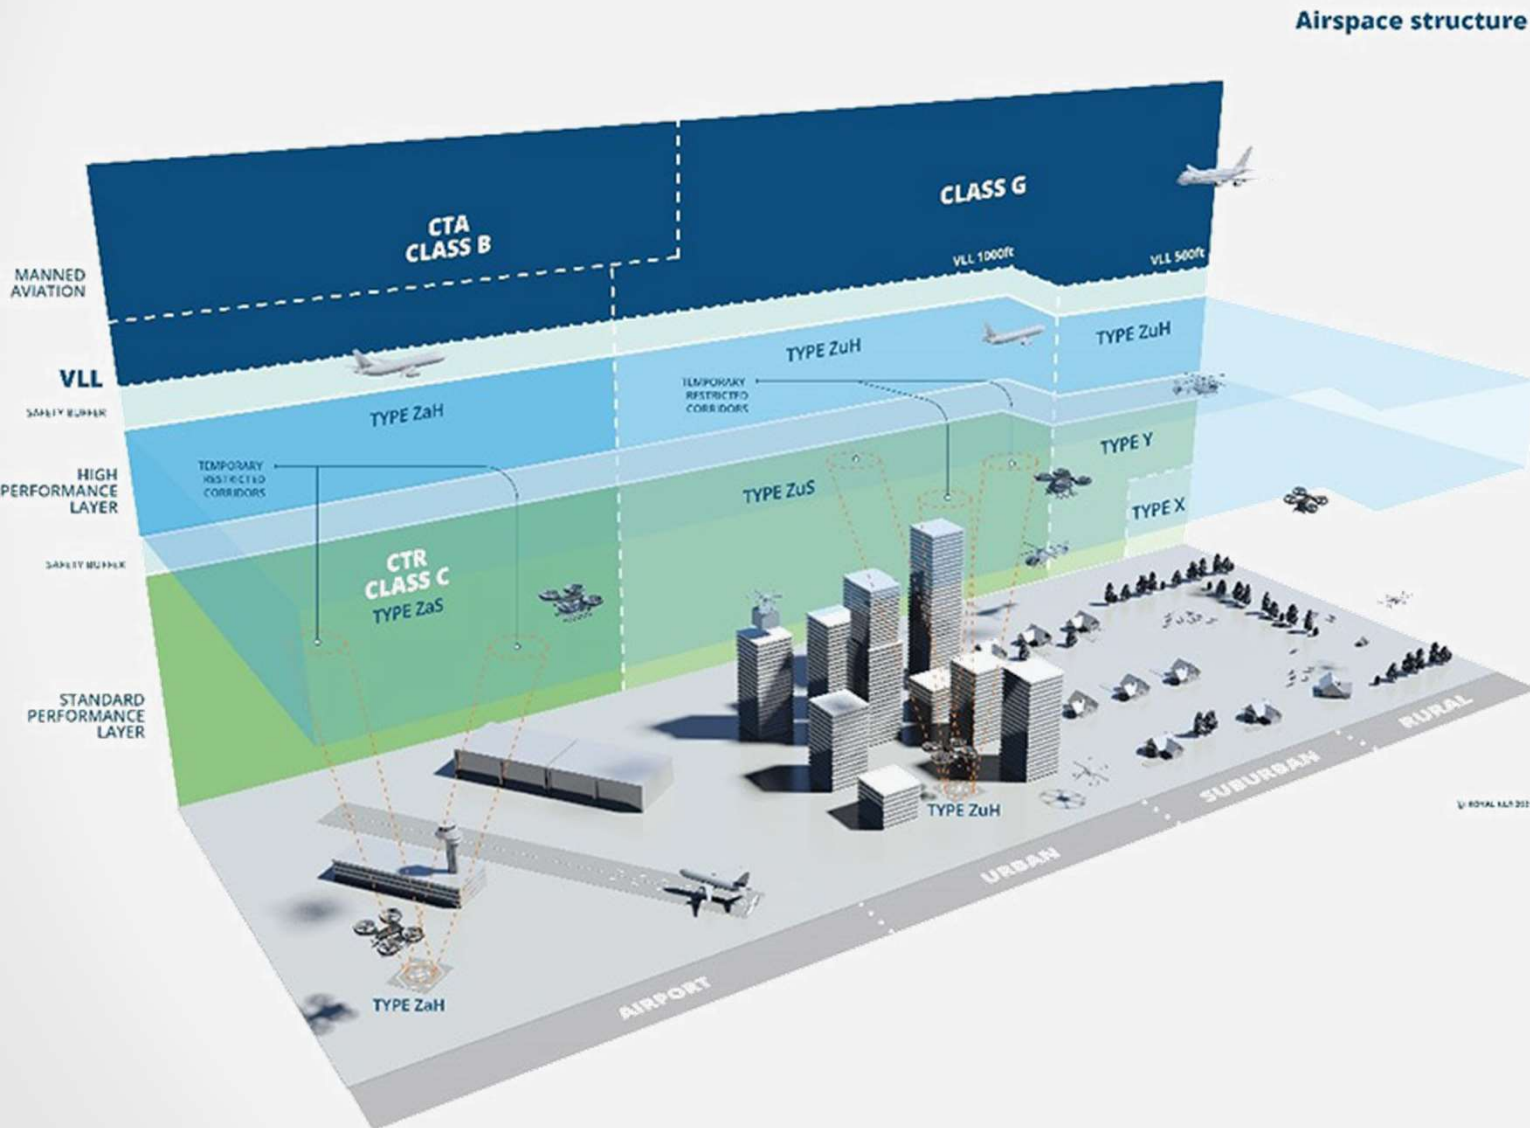 Airspace structure
CTA
CLASS B
CLASS G
MANNED
AVIATION
VLL 1000ft
VLL 500ft
VLL
SAFETY BUFFER
TYPE ZaH
TYPE ZuH
TYPE ZuH
TEMPORARY
RESTRICTED
CORRIDORS
HIGH
PERFORMANCE
LAYER
TEMPORARY
RESTRICTED
CORRIDORS
TYPE ZuS
TYPE Y
TYPE X
SAFETY BUFFER
CTR
CLASS C
TYPE ZaS
STANDARD
PERFORMANCE
LAYER
TYPE ZuH
TYPE ZaH
AIRPORT
URBAN
SUBURBAN
RURAL